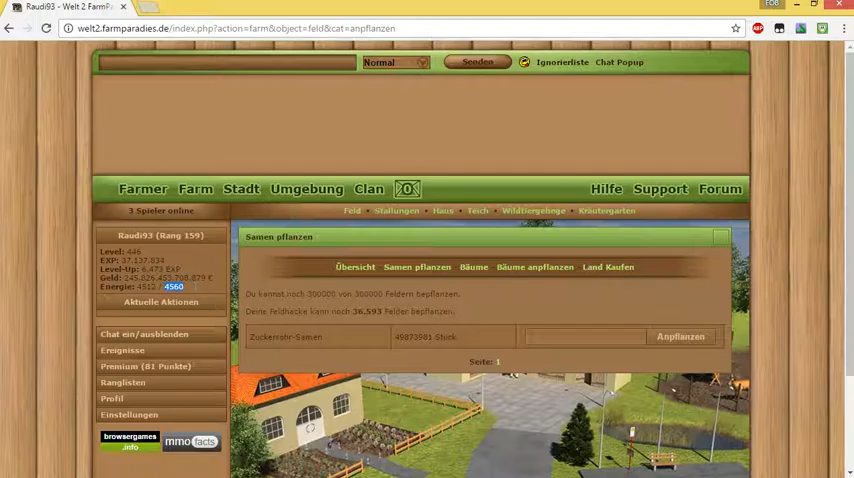 Raudi93 - Welt 2 FarmPar
EOB
welt2.farmparadies.de/index.php?action=farm&object=feld&cat=anpflanzen
ABP
Normal
Senden
Ignorierliste
Chat Popup
Farmer
Farm
Stadt
Umgebung
Clan
0
Hilfe
Support
Forum
3 Spieler online
Feld • Stallungen • Haus • Teich • Wildtiergehege • Kräutergarten
Raudi93 (Rang 159)
Level: 446
EXP: 37.137.834
Level-Up: 6.473 EXP
Geld: 245.826.453.708.879 €
Energie: 4512 / 4560
Aktuelle Aktionen
Chat ein/ausblenden
Ereignisse
Premium (81 Punkte)
Ranglisten
Profil
Einstellungen
browsergames
.info
mmo facts
Samen pflanzen
Übersicht
Samen pflanzen
Bäume
Bäume anpflanzen
Land Kaufen
Du kannst noch 300000 von 300000 Feldern bepflanzen.
Deine Feldhacke kann noch 36.593 Felder bepflanzen.
Zuckerrohr-Samen
49873981 Stück
Anpflanzen
Seite: 1